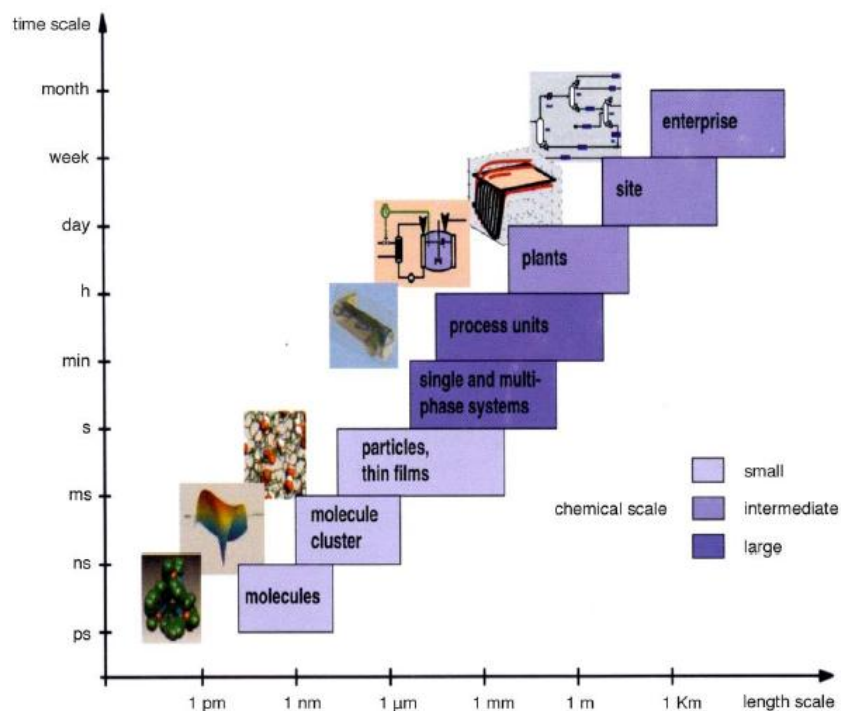 time scale
month
enterprise
week
site
day
plants
h
process units
min
single and multi-
phase systems
s
particles,
thin films
small
ms
chemical scale
intermediate
molecule
cluster
large
ns
molecules
ps
1 pm
1 nm
1 µm
1 mm
1 m
1 Km
length scale